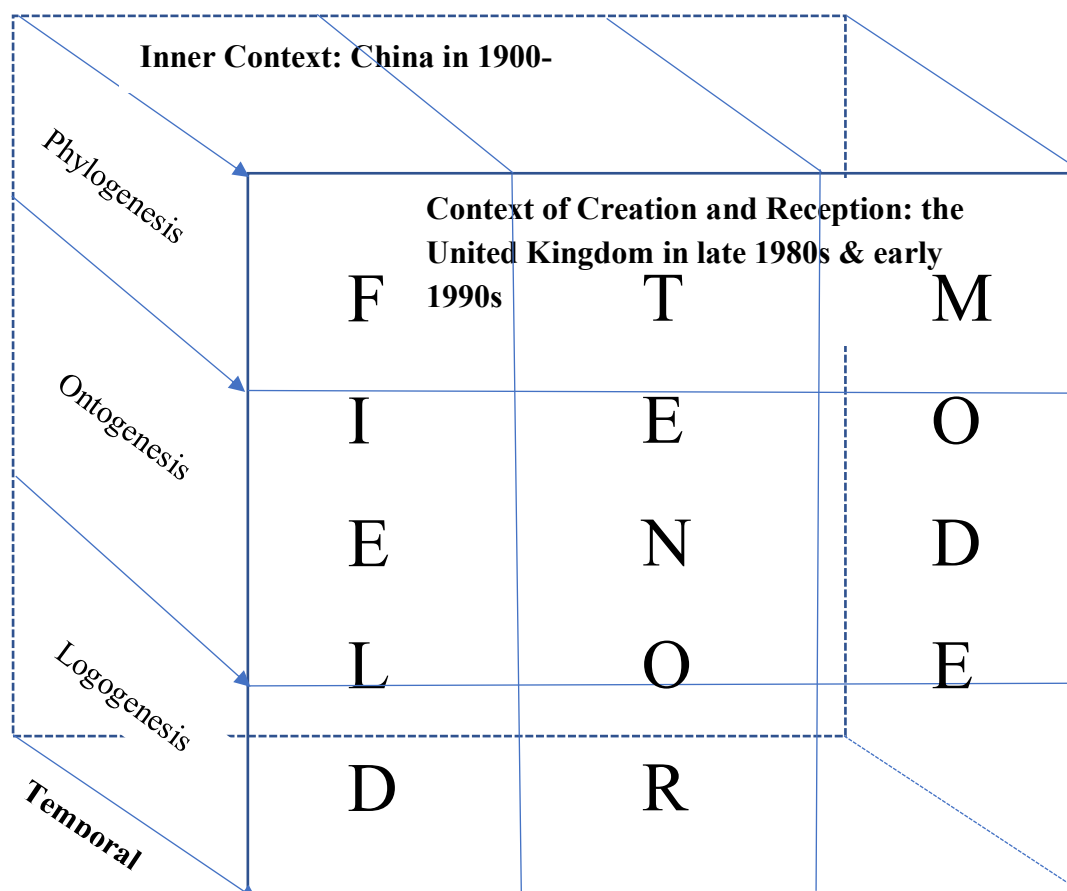 Inner Context: China in 1900-
Phylogenesis
Context of Creation and Reception: the
United Kingdom in late 1980s & early
1990s
F T M
Ontogenesis
I E O
E N D
Logogenesis
L O E
D R
Temporal